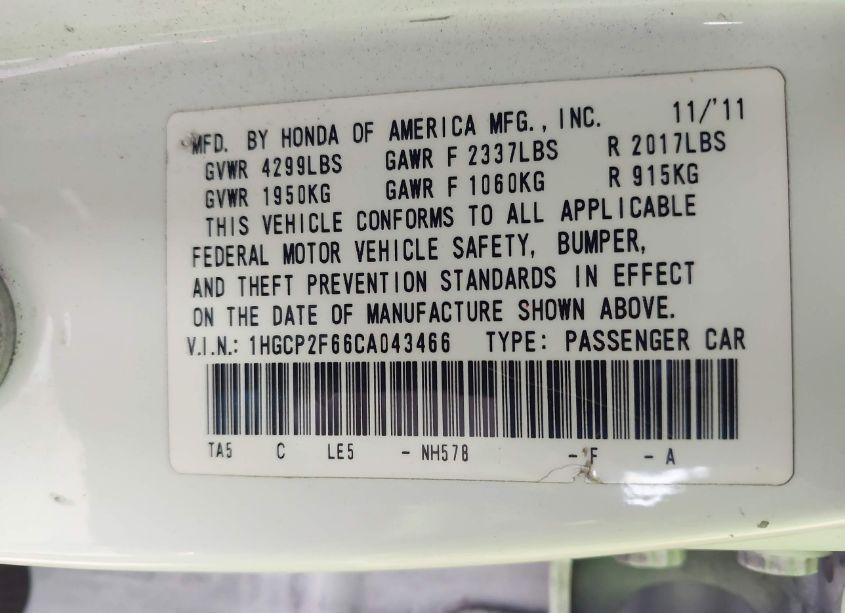 MFD. BY HONDA OF AMERICA MFG., INC. 11/'11
GVWR 4299LBS GAWR F 2337LBS R 2017LBS
GVWR 1950KG GAWR F 1060KG R 915KG
THIS VEHICLE CONFORMS TO ALL APPLICABLE
FEDERAL MOTOR VEHICLE SAFETY, BUMPER,
AND THEFT PREVENTION STANDARDS IN EFFECT
ON THE DATE OF MANUFACTURE SHOWN ABOVE.
V.I.N.: 1HGCP2F66CA043466 TYPE: PASSENGER CAR
TA5 C LE5 - NH578 - F - A